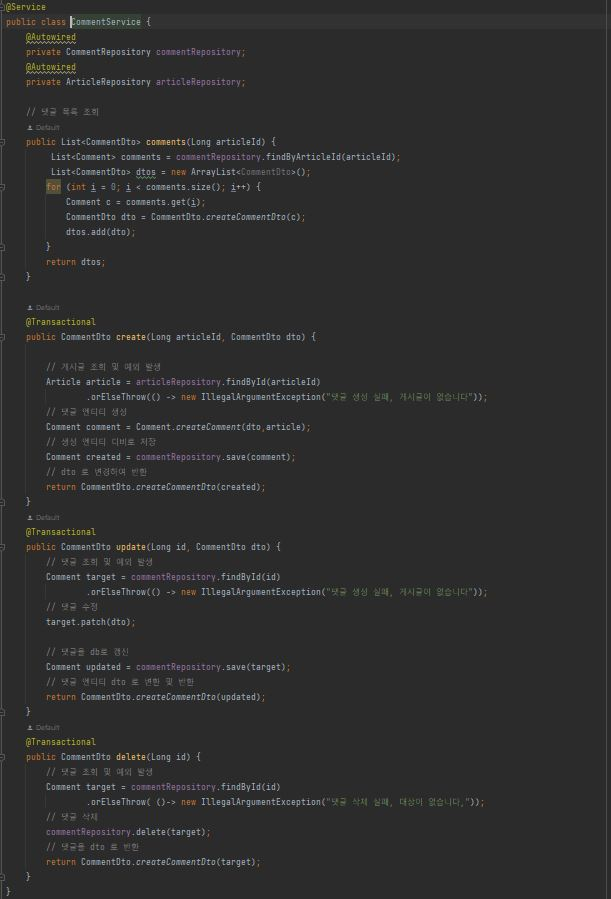 @Service
public class CommentService {
@Autowired
private CommentRepository commentRepository;
@Autowired
private ArticleRepository articleRepository;
// 댓글 목록 조회
Default
public List<CommentDto> comments(Long articleId) {
List<Comment> comments = commentRepository.findByArticleId(articleId);
List<CommentDto> dtos = new ArrayList<CommentDto>();
for (int i = 0; i < comments.size(); i++) {
Comment c = comments.get(i);
CommentDto dto = CommentDto.createCommentDto(c);
dtos.add(dto);
}
return dtos;
}
Default
@Transactional
public CommentDto create(Long articleId, CommentDto dto) {
// 게시글 조회 및 예외 발생
Article article = articleRepository.findById(articleId)
.orElseThrow(() -> new IllegalArgumentException("댓글 생성 실패, 게시글이 없습니다"));
// 댓글 엔티티 생성
Comment comment = Comment.createComment(dto,article);
// 생성 엔티티 디비로 저장
Comment created = commentRepository.save(comment);
// dto 로 변경하여 반환
return CommentDto.createCommentDto(created);
}
Default
@Transactional
public CommentDto update(Long id, CommentDto dto) {
// 댓글 조회 및 예외 발생
Comment target = commentRepository.findById(id)
.orElseThrow(() -> new IllegalArgumentException("댓글 생성 실패, 게시글이 없습니다"));
// 댓글 수정
target.patch(dto);
// 댓글을 db로 갱신
Comment updated = commentRepository.save(target);
// 댓글 엔티티 dto 로 변환 및 반환
return CommentDto.createCommentDto(updated);
}
Default
@Transactional
public CommentDto delete(Long id) {
// 댓글 조회 및 예외 발생
Comment target = commentRepository.findById(id)
.orElseThrow( ()-> new IllegalArgumentException("댓글 삭제 실패, 대상이 없습니다,"));
// 댓글 삭제
commentRepository.delete(target);
// 댓글을 dto 로 반환
return CommentDto.createCommentDto(target);
}
}